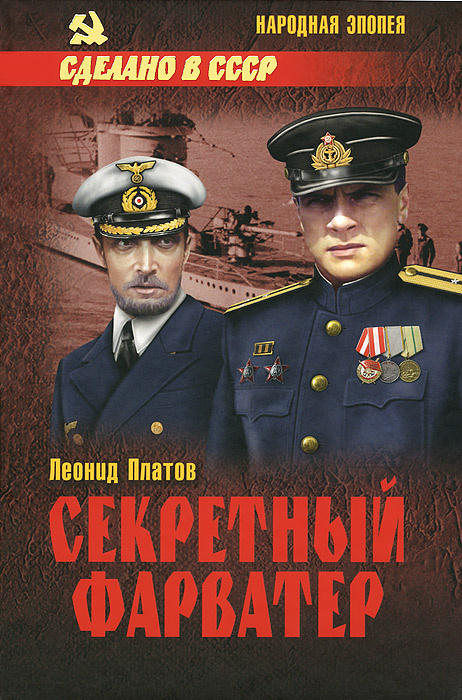 НАРОДНАЯ ЭПОПЕЯ
СДЕЛАНО В СССР
Леонид Платов
СЕКРЕТНЫЙ
ФАРВАТЕР